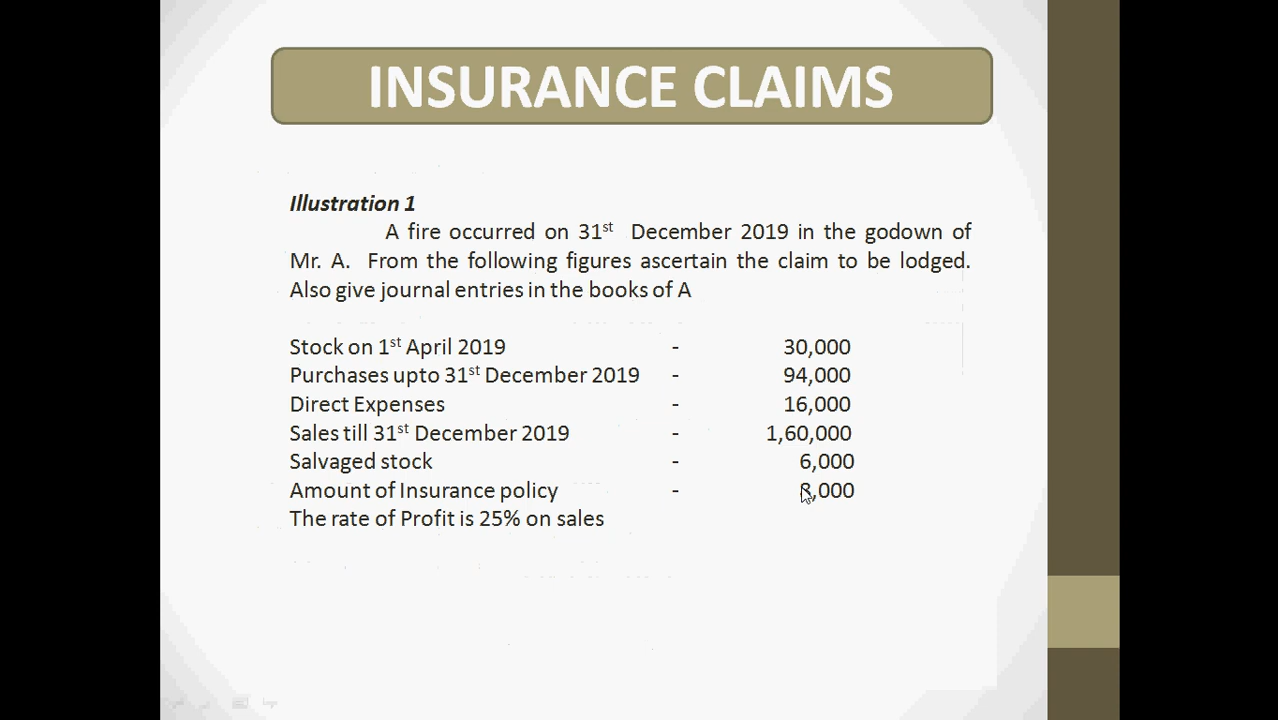 INSURANCE CLAIMS
Illustration 1
A fire occurred on 31st December 2019 in the godown of
Mr. A. From the following figures ascertain the claim to be lodged.
Also give journal entries in the books of A
Stock on 1st April 2019 - 30,000
Purchases upto 31st December 2019 - 94,000
Direct Expenses - 16,000
Sales till 31st December 2019 - 1,60,000
Salvaged stock - 6,000
Amount of Insurance policy - 8,000
The rate of Profit is 25% on sales